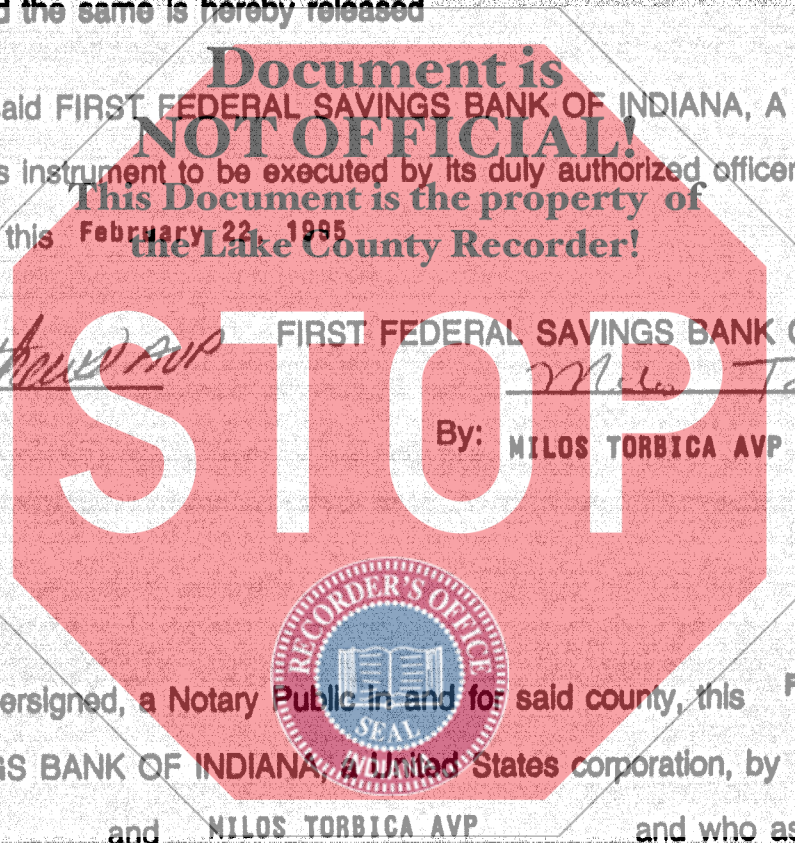 d the same is hereby released
Document is
aid FIRST FEDERAL SAVINGS BANK OF INDIANA, A
NOT OFFICIAL!
s instrument to be executed by its duly authorized officer
This Document is the property of
this February 22, 1995
the Lake County Recorder!
FIRST FEDERAL SAVINGS BANK
AVP
STOP
By: MILOS TORBICA AVP
RECORDER'S OFFICE
SEAL
INDIANA
ersigned, a Notary Public in and for said county, this
GS BANK OF INDIANA, a United States corporation, by
and MILOS TORBICA AVP and who as